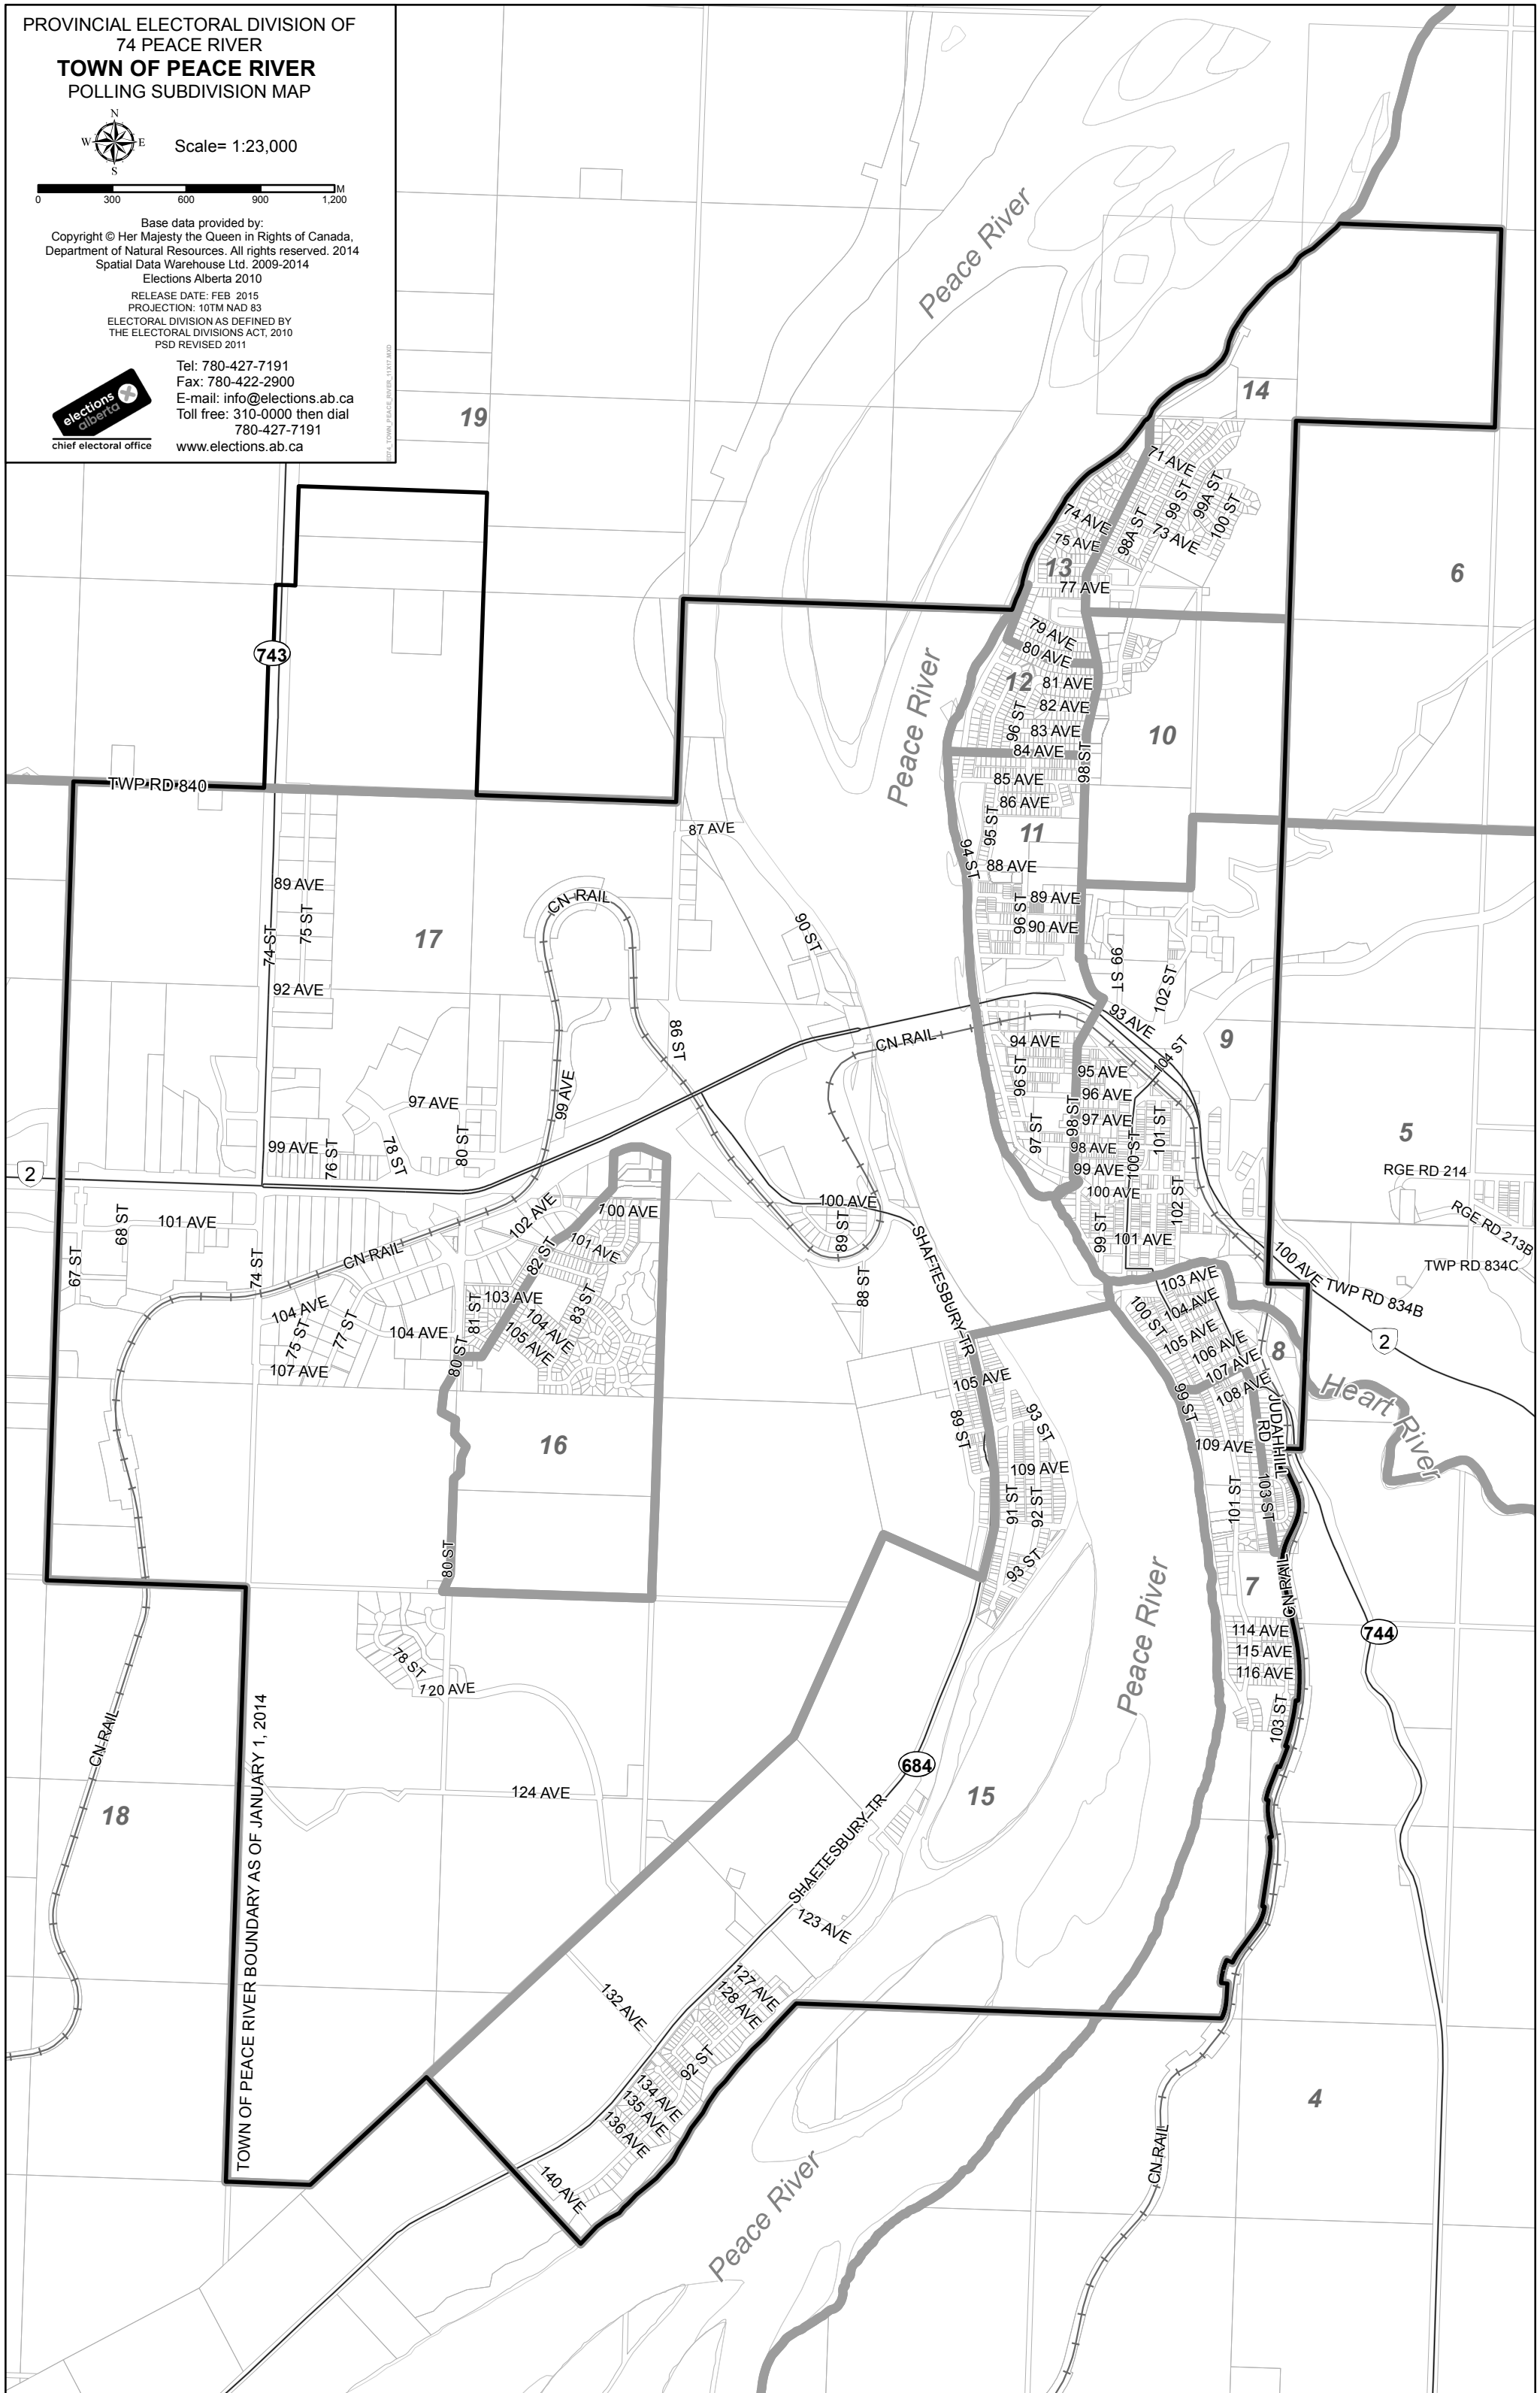 PROVINCIAL ELECTORAL DIVISION OF
74 PEACE RIVER
TOWN OF PEACE RIVER
POLLING SUBDIVISION MAP
N
W E
S
Scale= 1:23,000
M
0 300 600 900 1,200
Base data provided by:
Copyright © Her Majesty the Queen in Rights of Canada,
Department of Natural Resources. All rights reserved. 2014
Spatial Data Warehouse Ltd. 2009-2014
Elections Alberta 2010
RELEASE DATE: FEB 2015
PROJECTION: 10TM NAD 83
ELECTORAL DIVISION AS DEFINED BY
THE ELECTORAL DIVISIONS ACT, 2010
PSD REVISED 2011
elections
alberta
chief electoral office
Tel: 780-427-7191
Fax: 780-422-2900
E-mail: info@elections.ab.ca
Toll free: 310-0000 then dial
780-427-7191
www.elections.ab.ca
Peace River
19
14
71 AVE
99 ST
99A ST
100 ST
74 AVE
98A ST
73 AVE
75 AVE
13
77 AVE
6
743
79 AVE
80 AVE
Peace River
12
81 AVE
82 AVE
96 ST
83 AVE
84 AVE
98 ST
10
TWP RD 840
85 AVE
86 AVE
95 ST
11
87 AVE
94 ST
88 AVE
89 AVE
75 ST
74 ST
17
CN RAIL
90 ST
89 AVE
96 ST
90 AVE
99 ST
102 ST
92 AVE
86 ST
CN RAIL
93 AVE
94 AVE
104 ST
9
95 AVE
96 ST
96 AVE
97 AVE
99 AVE
98 ST
97 AVE
101 ST
97 ST
98 AVE
100 ST
99 AVE
5
99 AVE
76 ST
78 ST
80 ST
2
RGE RD 214
100 AVE
102 ST
100 AVE
89 ST
100 AVE
RGE RD 213B
68 ST
101 AVE
102 AVE
101 AVE
SHAFTESBURY TR
99 ST
101 AVE
67 ST
74 ST
CN RAIL
82 ST
88 ST
100 AVE
TWP RD 834B
TWP RD 834C
103 AVE
83 ST
103 AVE
104 AVE
81 ST
104 AVE
105 AVE
104 AVE
75 ST
77 ST
104 AVE
80 ST
107 AVE
100 ST
105 AVE
106 AVE
107 AVE
108 AVE
8
2
Heart River
105 AVE
89 ST
93 ST
99 ST
JUDAH HILL
RD
16
109 AVE
109 AVE
91 ST
92 ST
101 ST
103 ST
80 ST
93 ST
CN RAIL
7
114 AVE
115 AVE
116 AVE
744
78 ST
120 AVE
Peace River
103 ST
CN RAIL
TOWN OF PEACE RIVER BOUNDARY AS OF JANUARY 1, 2014
684
124 AVE
15
18
SHAFTESBURY TR
123 AVE
127 AVE
128 AVE
132 AVE
92 ST
134 AVE
135 AVE
136 AVE
140 AVE
4
CN RAIL
Peace River